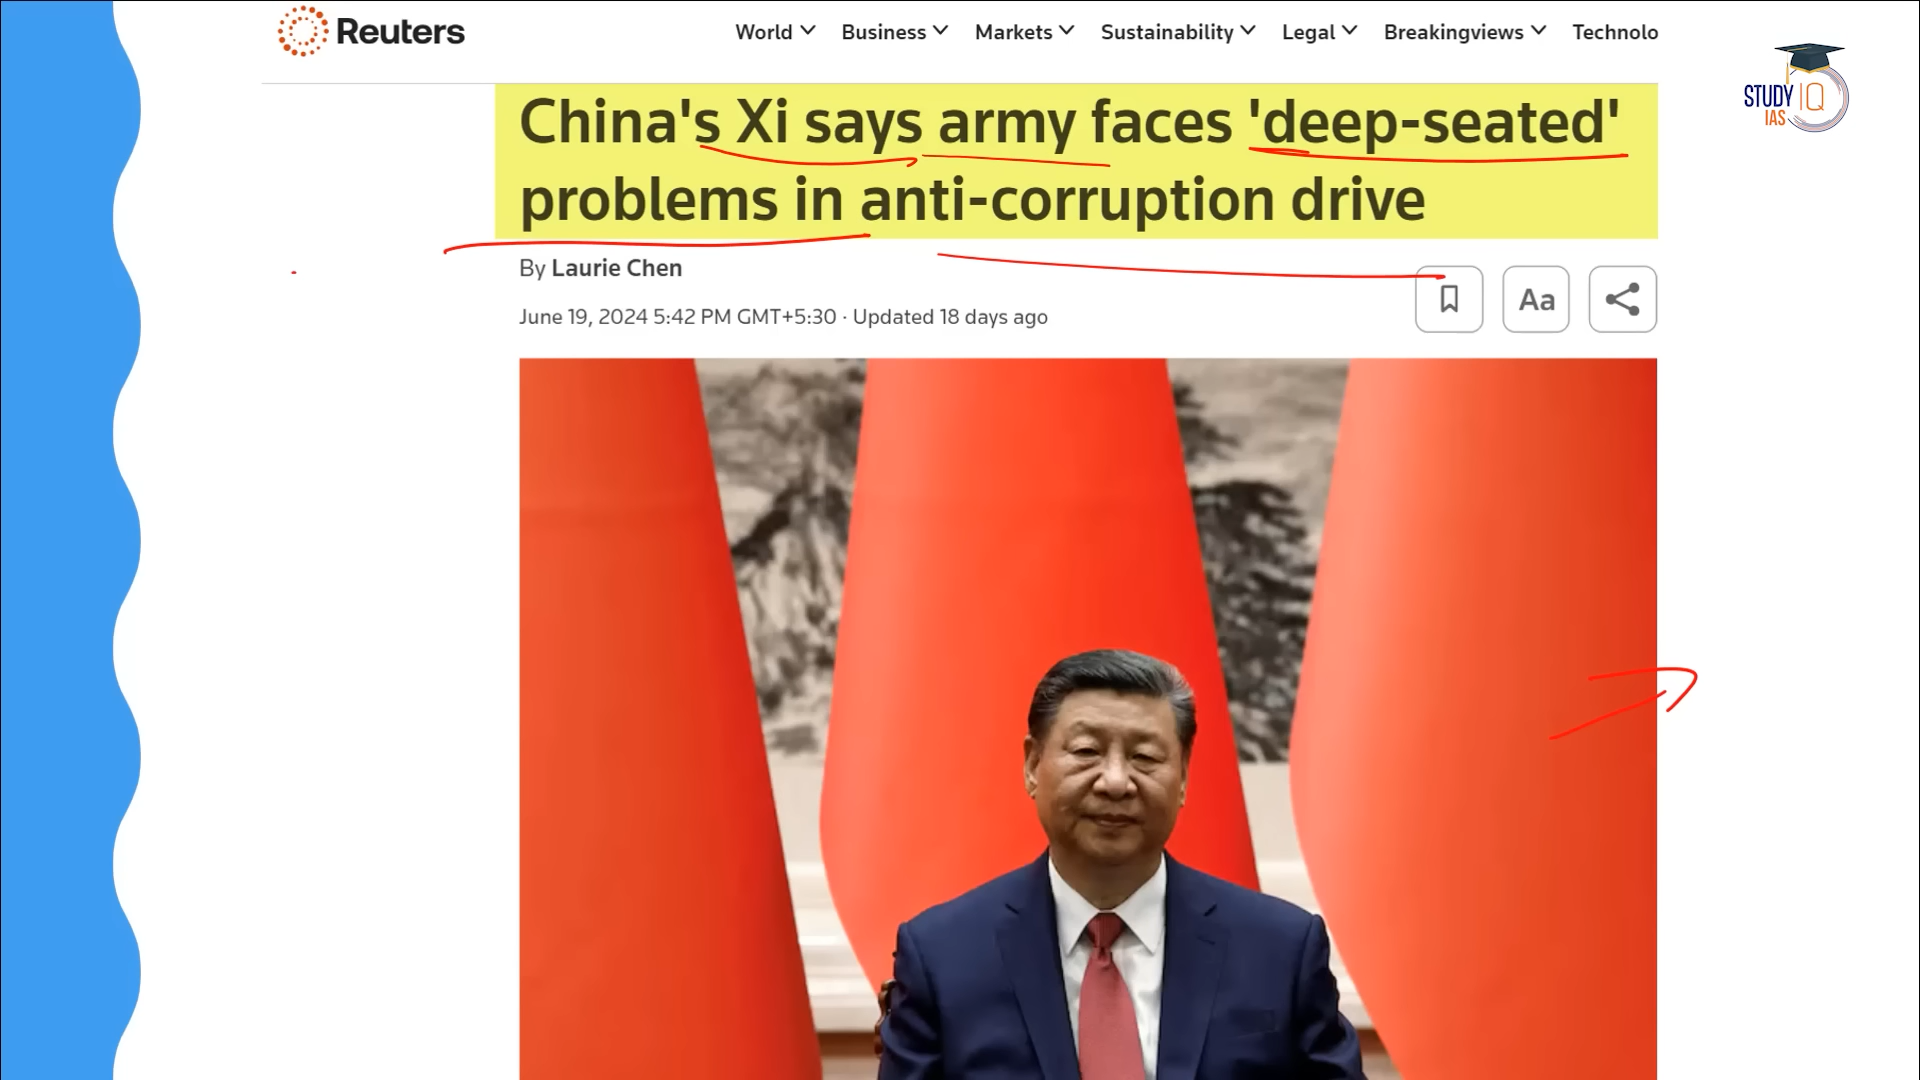 Reuters
World Business Markets Sustainability Legal Breakingviews Technolo
STUDY IQ
IAS
China's Xi says army faces 'deep-seated'
problems in anti-corruption drive
By Laurie Chen
June 19, 2024 5:42 PM GMT+5:30 · Updated 18 days ago
Aa